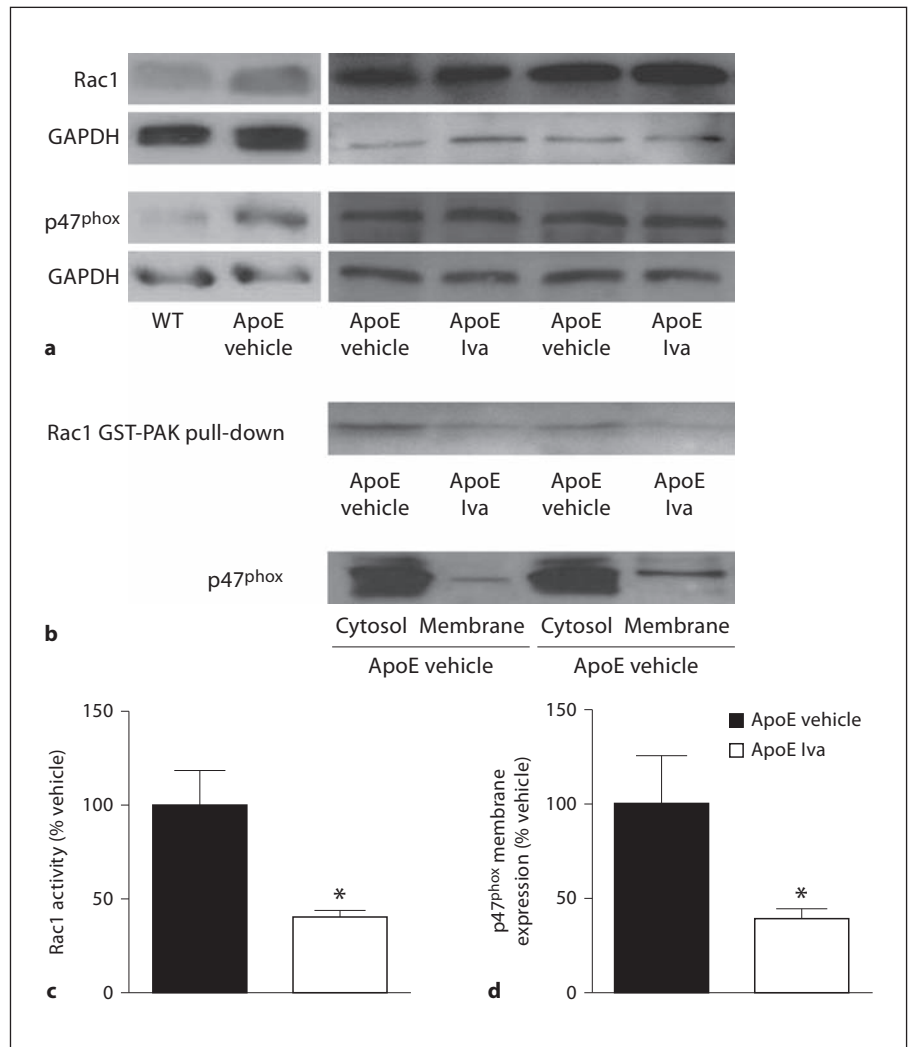 Rac1
GAPDH
p47phox
GAPDH
WT ApoE vehicle ApoE vehicle ApoE Iva ApoE vehicle ApoE Iva
a
Rac1 GST-PAK pull-down
ApoE vehicle ApoE Iva ApoE vehicle ApoE Iva
p47phox
Cytosol Membrane Cytosol Membrane
b
ApoE vehicle ApoE vehicle
150
100
50
0
Rac1 activity (% vehicle)
*
c
150
100
50
0
p47phox membrane
expression (% vehicle)
ApoE vehicle
ApoE Iva
*
d